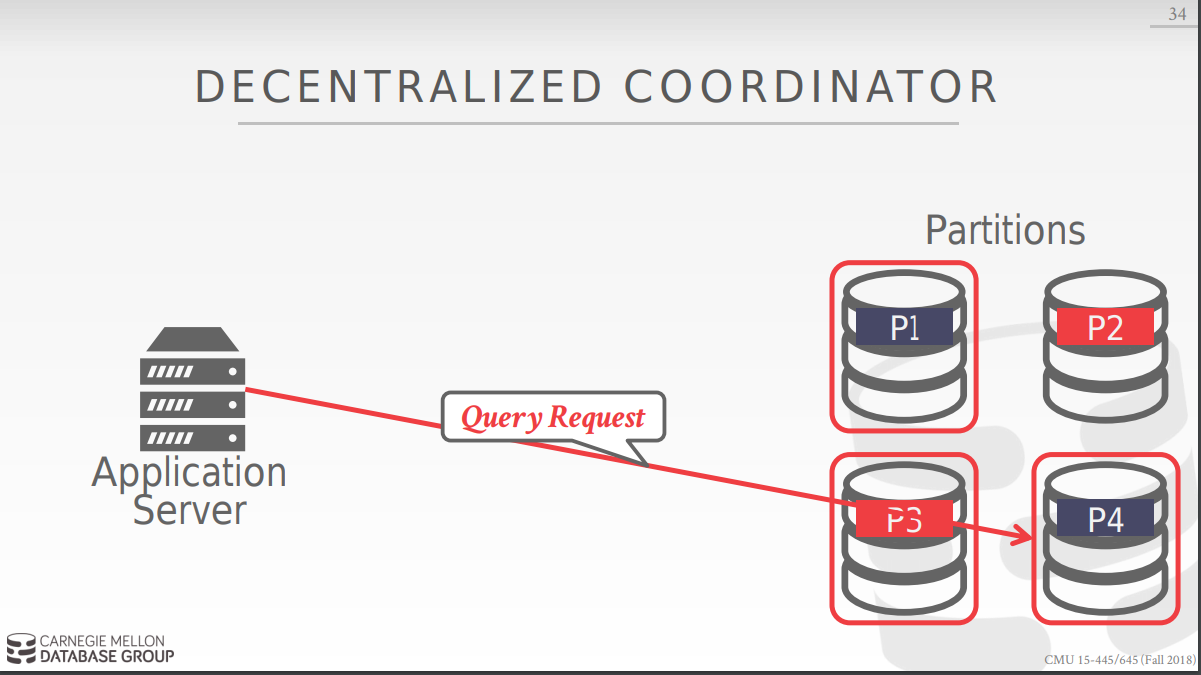 34
DECENTRALIZED COORDINATOR
Partitions
P1
P2
Query Request
Application
Server
P3
P4
CARNEGIE MELLON
DATABASE GROUP
CMU 15-445/645 (Fall 2018)